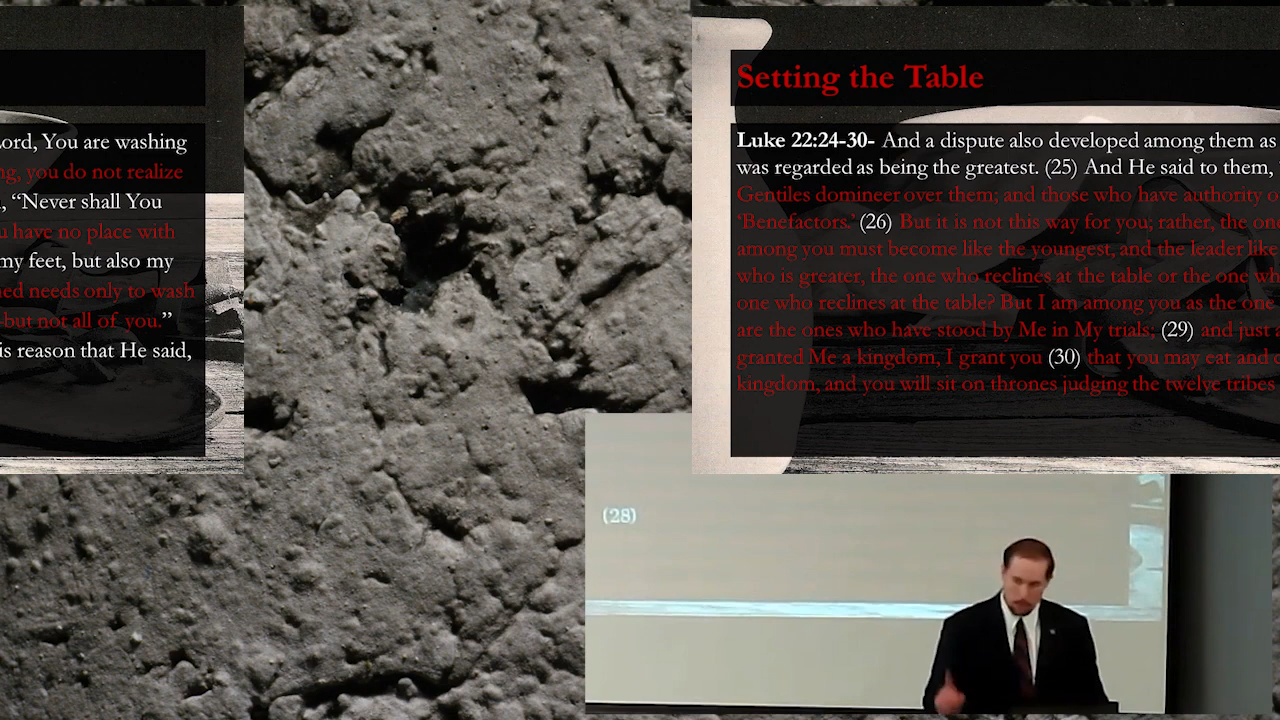 Lord, You are washing
ng, you do not realize
, “Never shall You
u have no place with
my feet, but also my
ned needs only to wash
but not all of you.”
is reason that He said,
Setting the Table
Luke 22:24-30- And a dispute also developed among them as
was regarded as being the greatest. (25) And He said to them,
Gentiles domineer over them; and those who have authority o
‘Benefactors.’ (26) But it is not this way for you; rather, the one
among you must become like the youngest, and the leader like
who is greater, the one who reclines at the table or the one wh
one who reclines at the table? But I am among you as the one
are the ones who have stood by Me in My trials; (29) and just a
granted Me a kingdom, I grant you (30) that you may eat and d
kingdom, and you will sit on thrones judging the twelve tribes
(28)